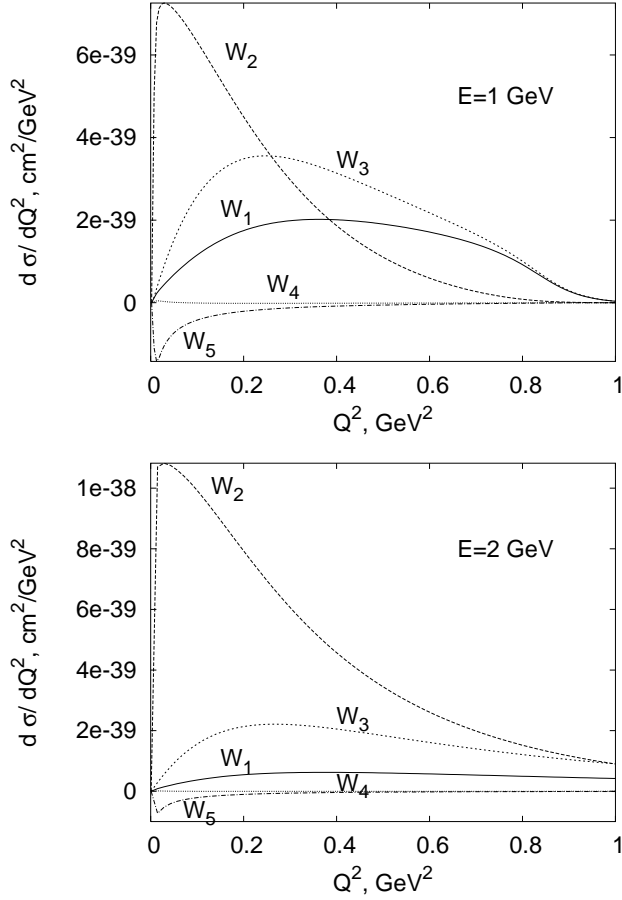 6e-39
4e-39
2e-39
0
d σ/ dQ², cm²/GeV²
W₂
E=1 GeV
W₃
W₁
W₄
W₅
0 0.2 0.4 0.6 0.8 1
Q², GeV²
1e-38
8e-39
6e-39
4e-39
2e-39
0
d σ/ dQ², cm²/GeV²
W₂
E=2 GeV
W₃
W₁
W₄
W₅
0 0.2 0.4 0.6 0.8 1
Q², GeV²